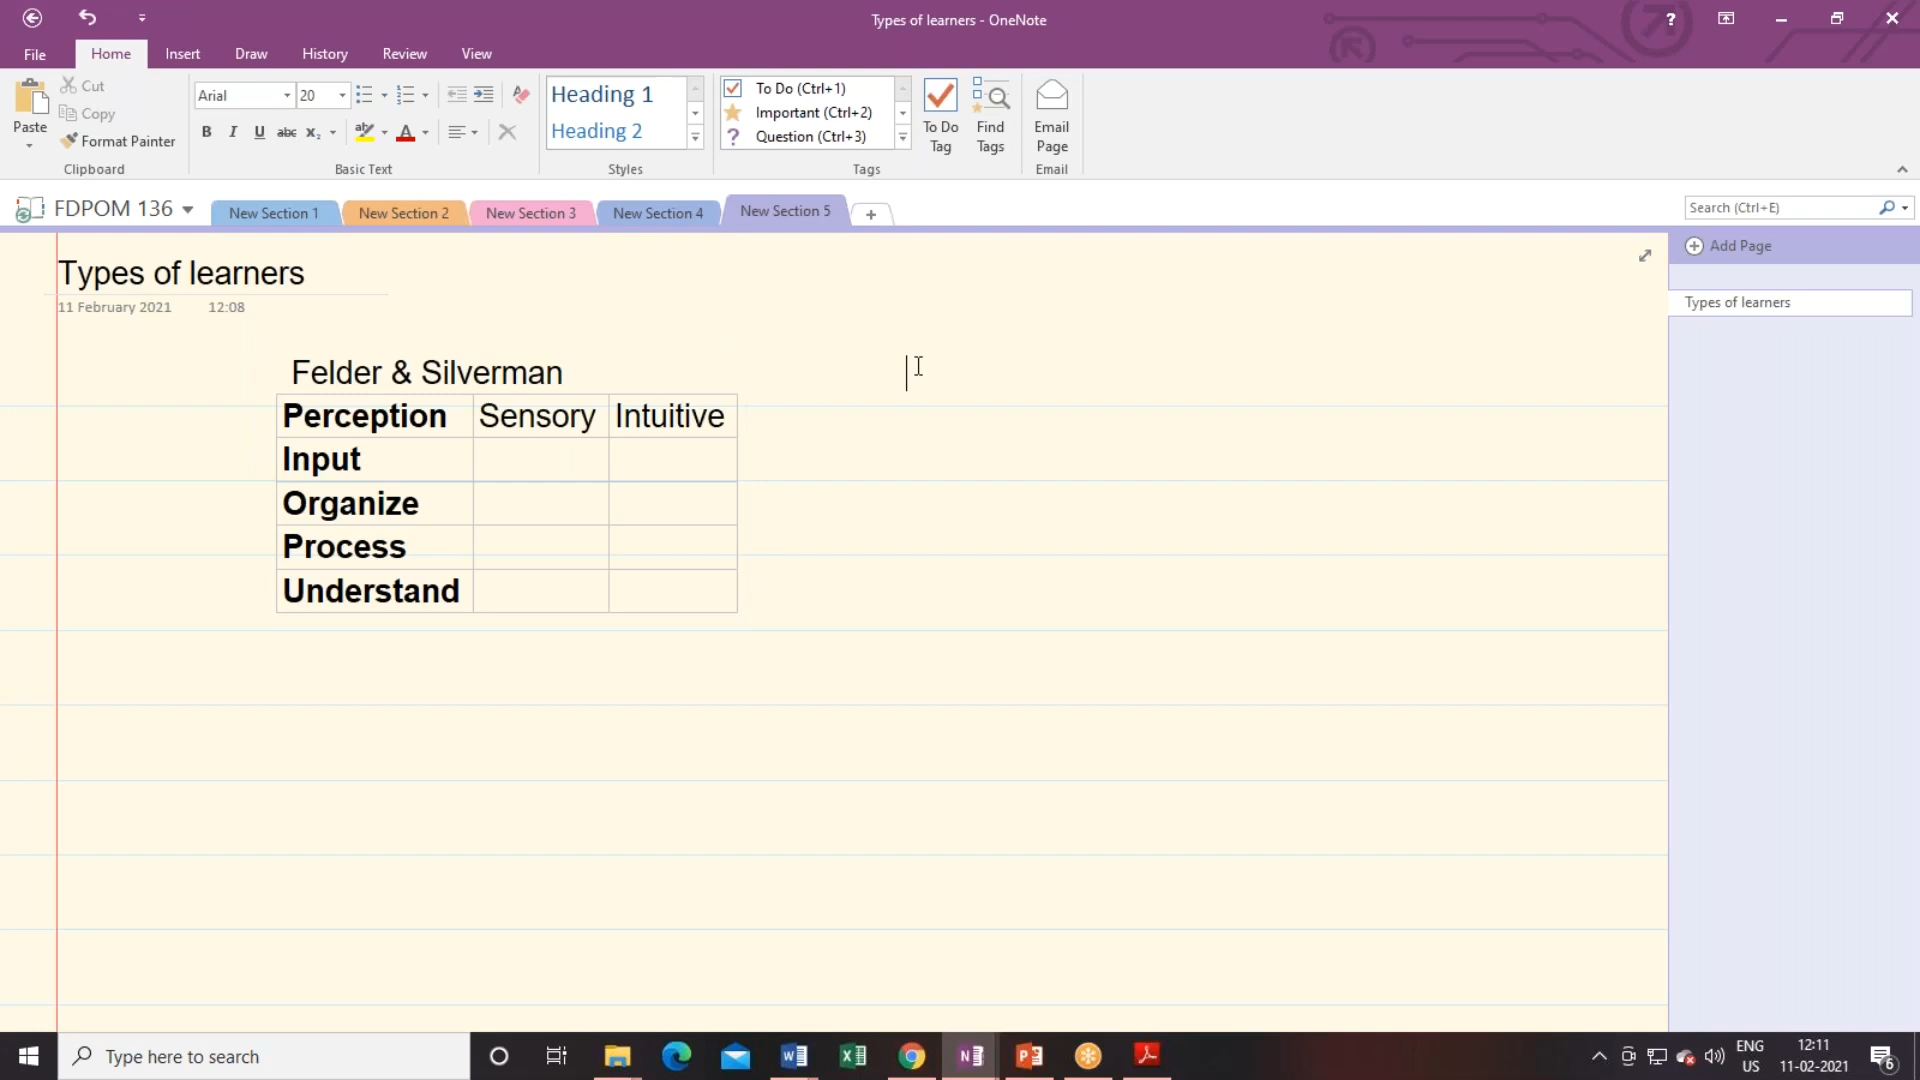 Types of learners - OneNote
?
File Home Insert Draw History Review View
Paste
Cut
Copy
Format Painter
Clipboard
Arial 20
B I U abc X₂ ab A
Basic Text
Heading 1
Heading 2
Styles
To Do (Ctrl+1)
Important (Ctrl+2)
? Question (Ctrl+3)
Tags
To Do
Tag
Find
Tags
Email
Page
Email
FDPOM 136 New Section 1 New Section 2 New Section 3 New Section 4 New Section 5 +
Search (Ctrl+E)
Add Page
Types of learners
Types of learners
11 February 2021 12:08
Felder & Silverman
Perception Sensory Intuitive
Input
Organize
Process
Understand
Type here to search
ENG
US
12:11
11-02-2021
6